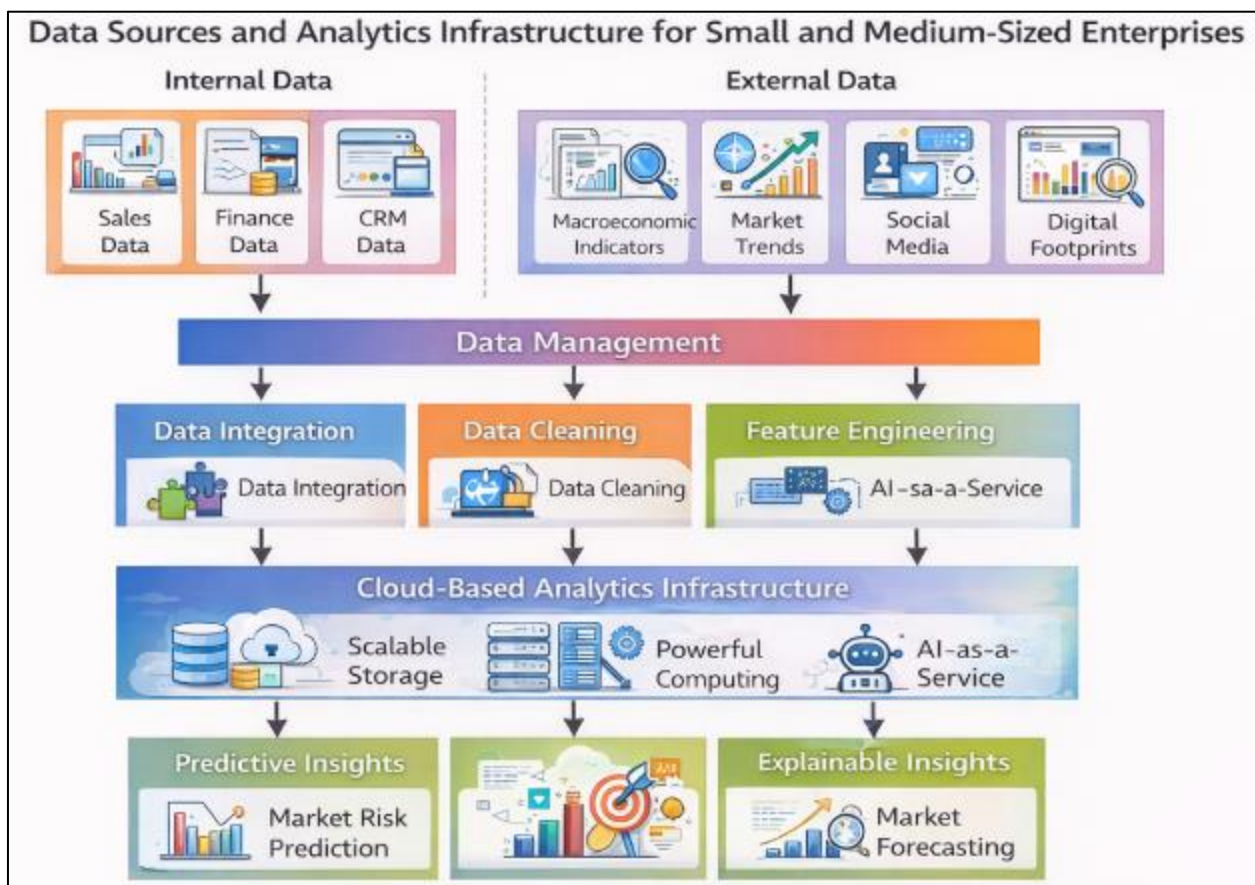 Data Sources and Analytics Infrastructure for Small and Medium-Sized Enterprises
Internal Data
External Data
Sales
Data
Finance
Data
CRM
Data
Macroeconomic
Indicators
Market
Trends
Social
Media
Digital
Footprints
Data Management
Data Integration
Data Integration
Data Cleaning
Data Cleaning
Feature Engineering
AI-sa-a-Service
Cloud-Based Analytics Infrastructure
Scalable
Storage
Powerful
Computing
AI-as-a-
Service
Predictive Insights
Market Risk
Prediction
Explainable Insights
Market
Forecasting